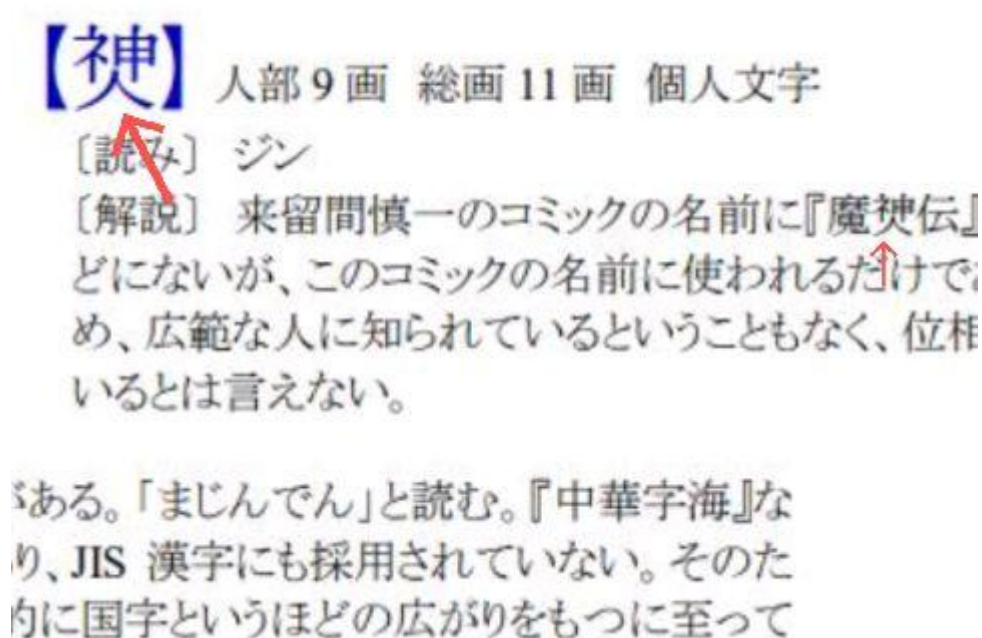 【】 人部9画 総画11画 個人文字
〔読み〕 ジン
〔解説〕 来留間慎一のコミックの名前に『魔伝』
どにないが、このコミックの名前に使われるだけであ
め、広範な人に知られているということもなく、位相
いるとは言えない。
がある。「まじんでん」と読む。『中華字海』な
り、JIS 漢字にも採用されていない。そのた
的に国字というほどの広がりをもつに至って